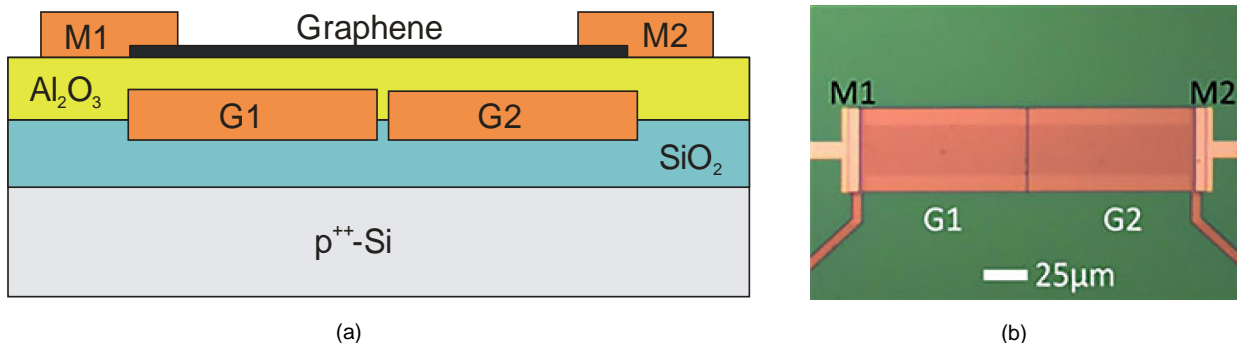 M1
Graphene
M2
Al₂O₃
G1
G2
SiO₂
p⁺⁺-Si
(a)
M1
M2
G1
G2
25μm
(b)